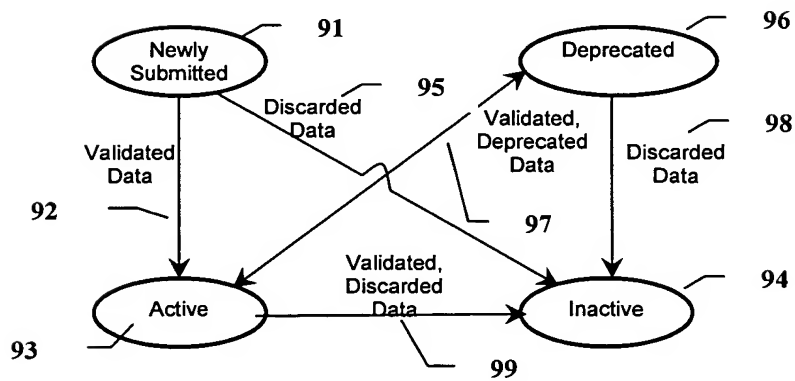 91
Newly
Submitted
96
Deprecated
95
Discarded
Data
Validated,
Deprecated
Data
98
Discarded
Data
Validated
Data
92
97
Validated,
Discarded
Data
94
Active
Inactive
93
99